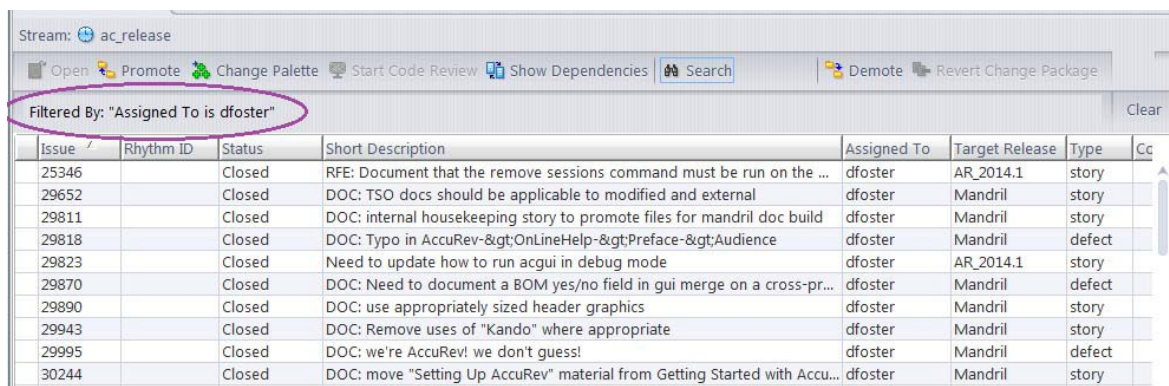 Stream: ac_release
Open Promote Change Palette Start Code Review Show Dependencies Search Demote Revert Change Package
Filtered By: "Assigned To is dfoster" Clear
Issue Rhythm ID Status Short Description Assigned To Target Release Type Co
25346 Closed RFE: Document that the remove sessions command must be run on the ... dfoster AR_2014.1 story
29652 Closed DOC: TSO docs should be applicable to modified and external dfoster Mandril story
29811 Closed DOC: internal housekeeping story to promote files for mandril doc build dfoster Mandril story
29818 Closed DOC: Typo in AccuRev-&gt;OnLineHelp-&gt;Preface-&gt;Audience dfoster Mandril defect
29823 Closed Need to update how to run acgui in debug mode dfoster AR_2014.1 story
29870 Closed DOC: Need to document a BOM yes/no field in gui merge on a cross-pr... dfoster Mandril defect
29890 Closed DOC: use appropriately sized header graphics dfoster Mandril story
29943 Closed DOC: Remove uses of "Kando" where appropriate dfoster Mandril story
29995 Closed DOC: we're AccuRev! we don't guess! dfoster Mandril defect
30244 Closed DOC: move "Setting Up AccuRev" material from Getting Started with Accu... dfoster Mandril story